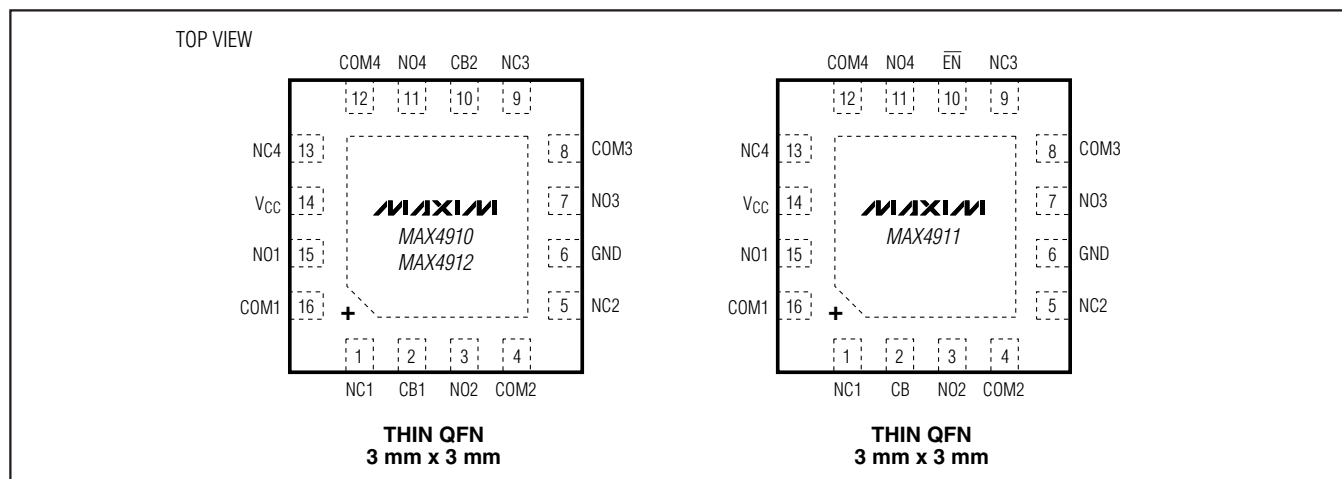 TOP VIEW
COM4 NO4 CB2 NC3
12 11 10 9
NC4 13
VCC 14
NO1 15
COM1 16
8 COM3
7 NO3
6 GND
5 NC2
MAXIM
MAX4910
MAX4912
+
1 2 3 4
NC1 CB1 NO2 COM2
THIN QFN
3 mm x 3 mm
COM4 NO4 E̅N̅ NC3
12 11 10 9
NC4 13
VCC 14
NO1 15
COM1 16
8 COM3
7 NO3
6 GND
5 NC2
MAXIM
MAX4911
+
1 2 3 4
NC1 CB NO2 COM2
THIN QFN
3 mm x 3 mm